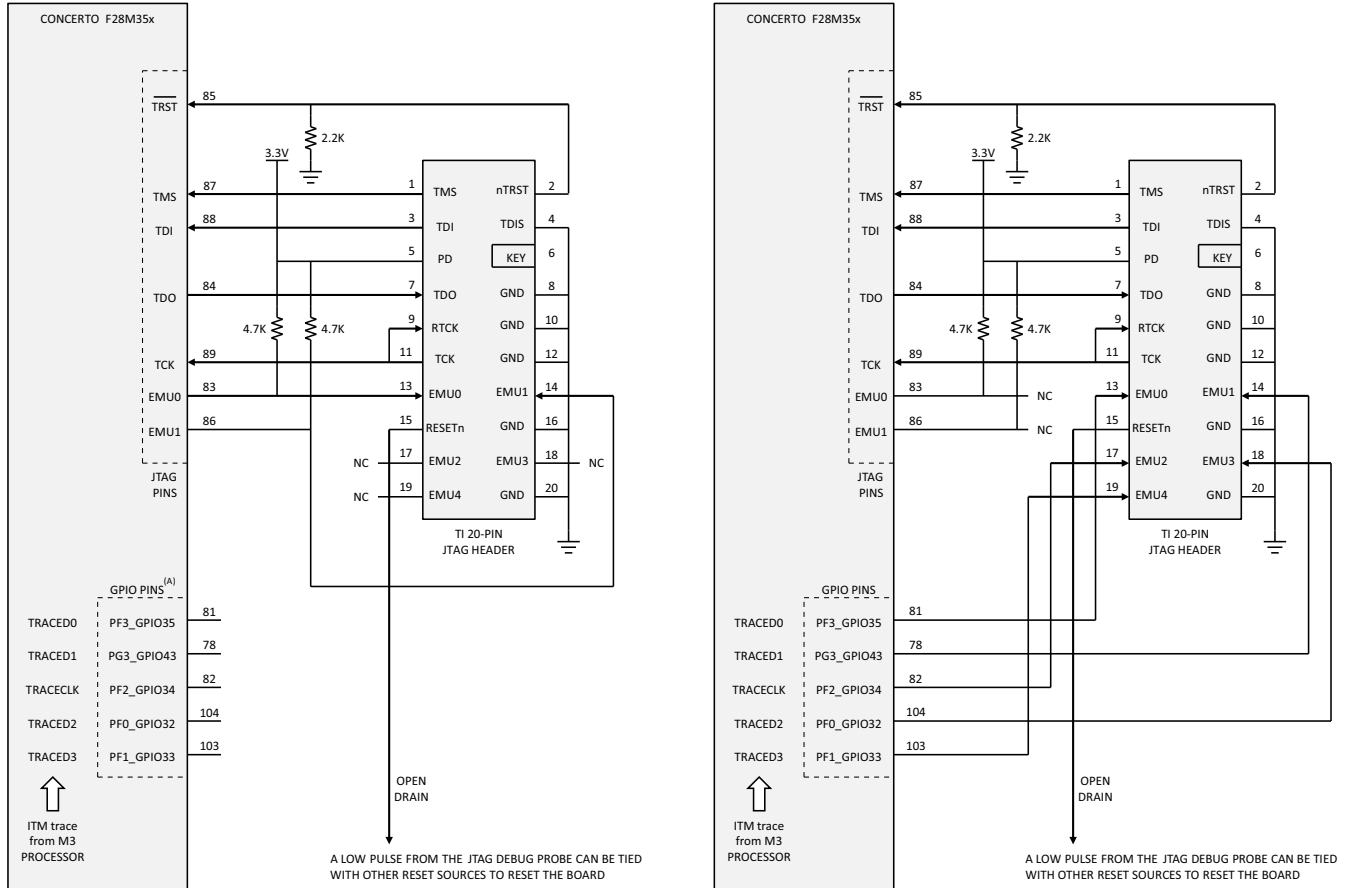 CONCERTO F28M35x
TRST
85
2.2K
3.3V
TMS
87
1
TMS
nTRST
2
TDI
88
3
TDI
TDIS
4
5
PD
KEY
6
TDO
84
7
TDO
GND
8
4.7K
4.7K
9
RTCK
GND
10
TCK
89
11
TCK
GND
12
EMU0
83
13
EMU0
EMU1
14
EMU1
86
15
RESETn
GND
16
NC
17
EMU2
EMU3
18
NC
NC
19
EMU4
GND
20
JTAG
PINS
TI 20-PIN
JTAG HEADER
GPIO PINS(A)
TRACED0
PF3_GPIO35
81
TRACED1
PG3_GPIO43
78
TRACECLK
PF2_GPIO34
82
TRACED2
PF0_GPIO32
104
TRACED3
PF1_GPIO33
103
OPEN
DRAIN
ITM trace
from M3
PROCESSOR
A LOW PULSE FROM THE JTAG DEBUG PROBE CAN BE TIED
WITH OTHER RESET SOURCES TO RESET THE BOARD
CONCERTO F28M35x
TRST
85
2.2K
3.3V
TMS
87
1
TMS
nTRST
2
TDI
88
3
TDI
TDIS
4
5
PD
KEY
6
TDO
84
7
TDO
GND
8
4.7K
4.7K
9
RTCK
GND
10
TCK
89
11
TCK
GND
12
EMU0
83
NC
13
EMU0
EMU1
14
EMU1
86
NC
15
RESETn
GND
16
17
EMU2
EMU3
18
19
EMU4
GND
20
JTAG
PINS
TI 20-PIN
JTAG HEADER
GPIO PINS
TRACED0
PF3_GPIO35
81
TRACED1
PG3_GPIO43
78
TRACECLK
PF2_GPIO34
82
TRACED2
PF0_GPIO32
104
TRACED3
PF1_GPIO33
103
OPEN
DRAIN
ITM trace
from M3
PROCESSOR
A LOW PULSE FROM THE JTAG DEBUG PROBE CAN BE TIED
WITH OTHER RESET SOURCES TO RESET THE BOARD